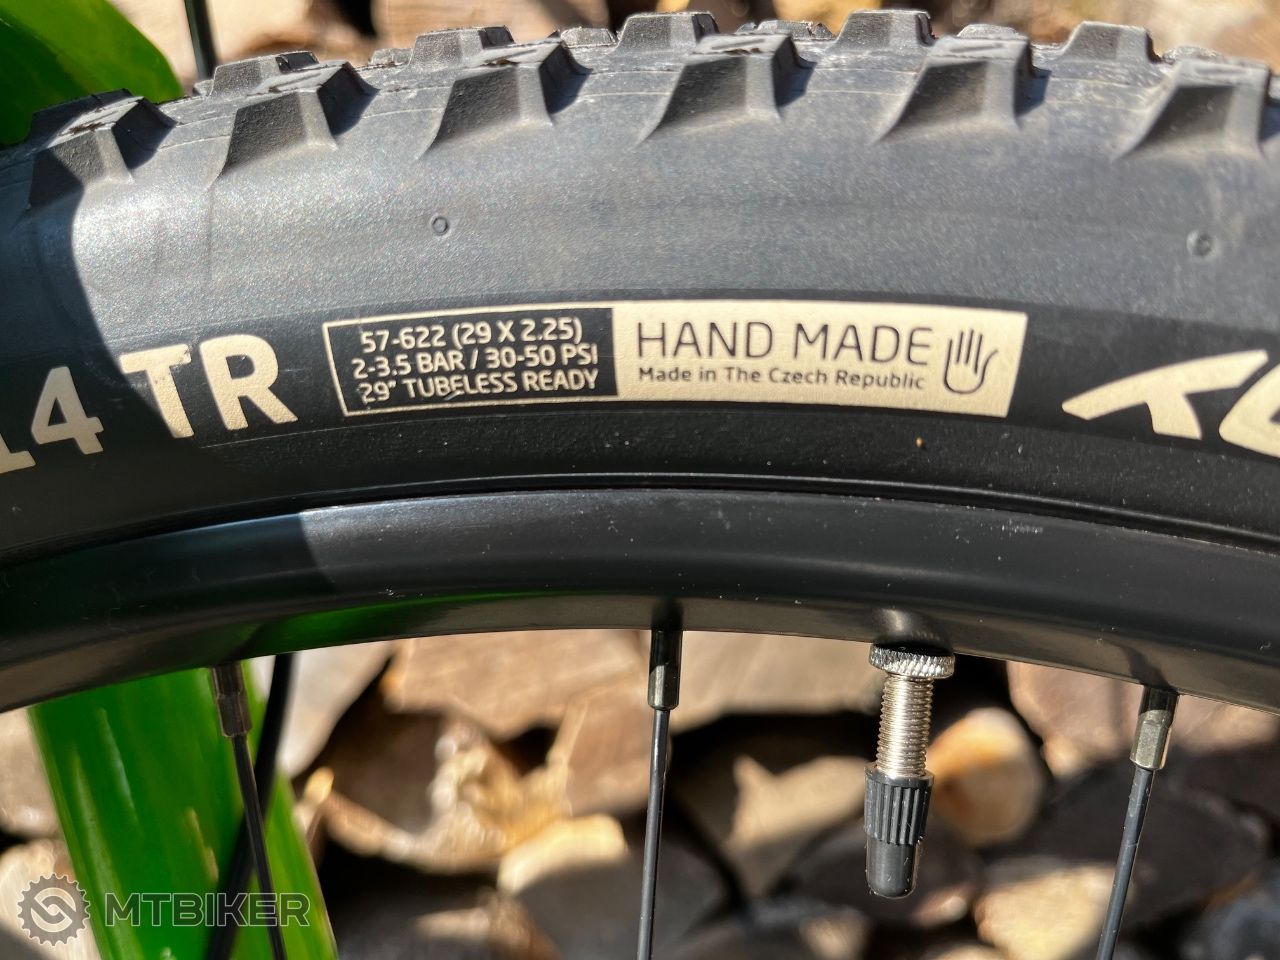 14 TR
57-622 (29 X 2.25)
2-3.5 BAR / 30-50 PSI
29" TUBELESS READY
HAND MADE
Made in The Czech Republic
MTBIKER